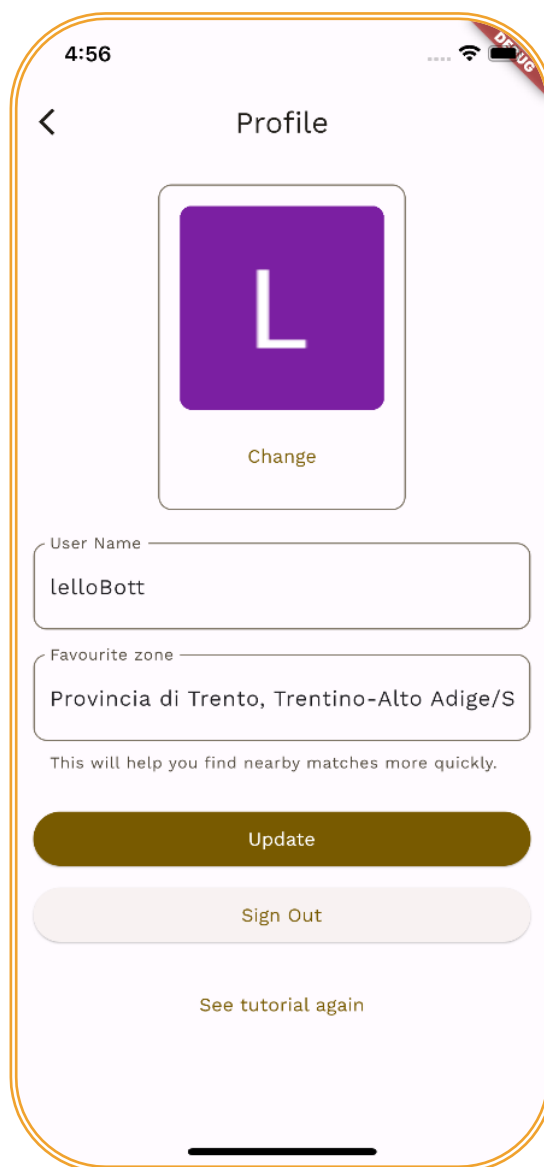 4:56
DEBUG
Profile
L
Change
User Name
lelloBott
Favourite zone
Provincia di Trento, Trentino-Alto Adige/S
This will help you find nearby matches more quickly.
Update
Sign Out
See tutorial again